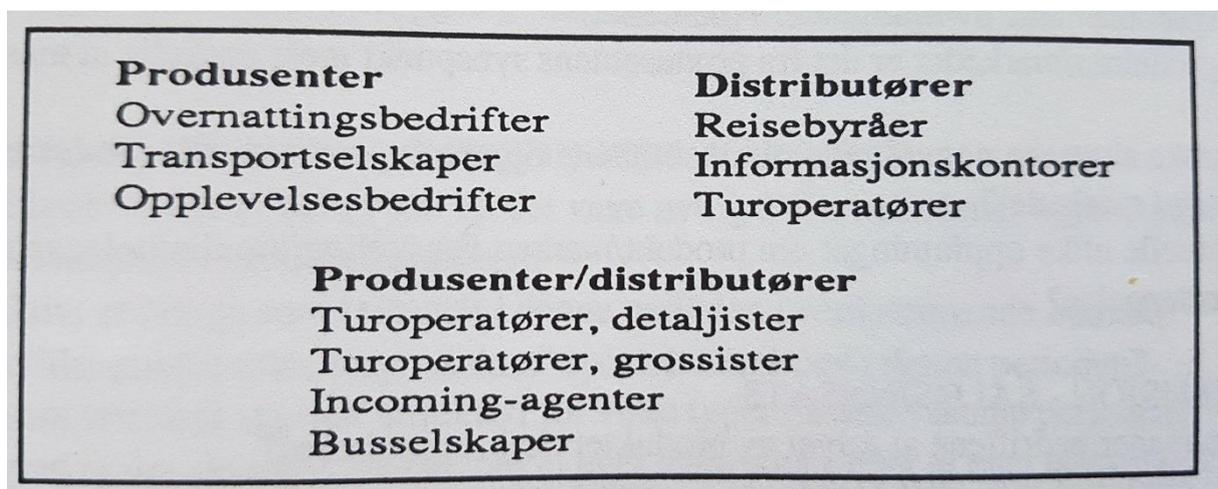 Produsenter
Overnattingsbedrifter
Transportselskaper
Opplevelsesbedrifter
Distributører
Reisebyråer
Informasjonskontorer
Turoperatører
Produsenter/distributører
Turoperatører, detaljister
Turoperatører, grossister
Incoming-agenter
Busselskaper